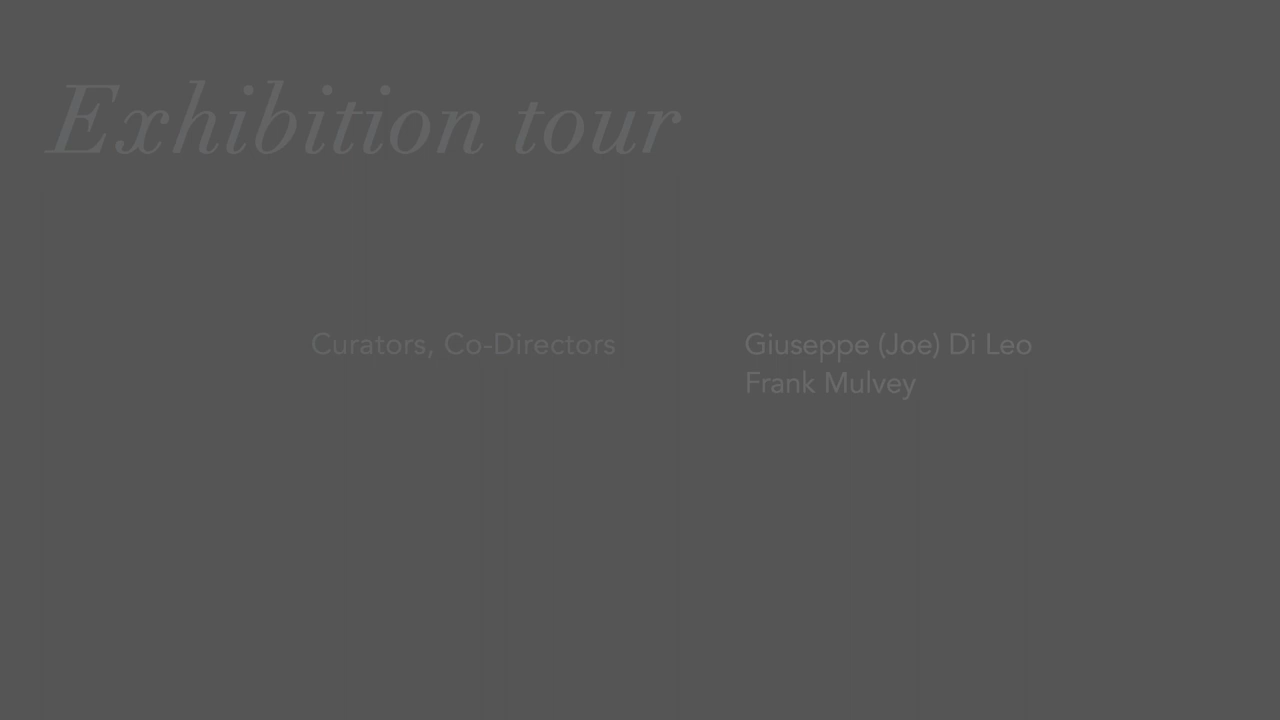 Exhibition tour
Curators, Co-Directors
Giuseppe (Joe) Di Leo
Frank Mulvey